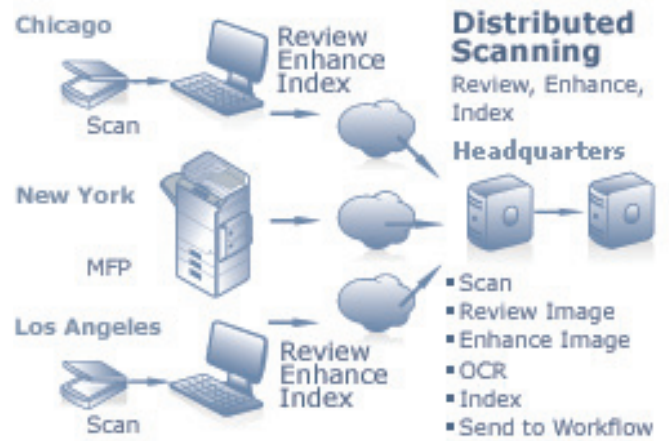 Chicago
Scan
Review
Enhance
Index
Distributed
Scanning
Review, Enhance,
Index
Headquarters
New York
MFP
Los Angeles
Scan
Review
Enhance
Index
▪Scan
▪Review Image
▪Enhance Image
▪OCR
▪Index
▪Send to Workflow